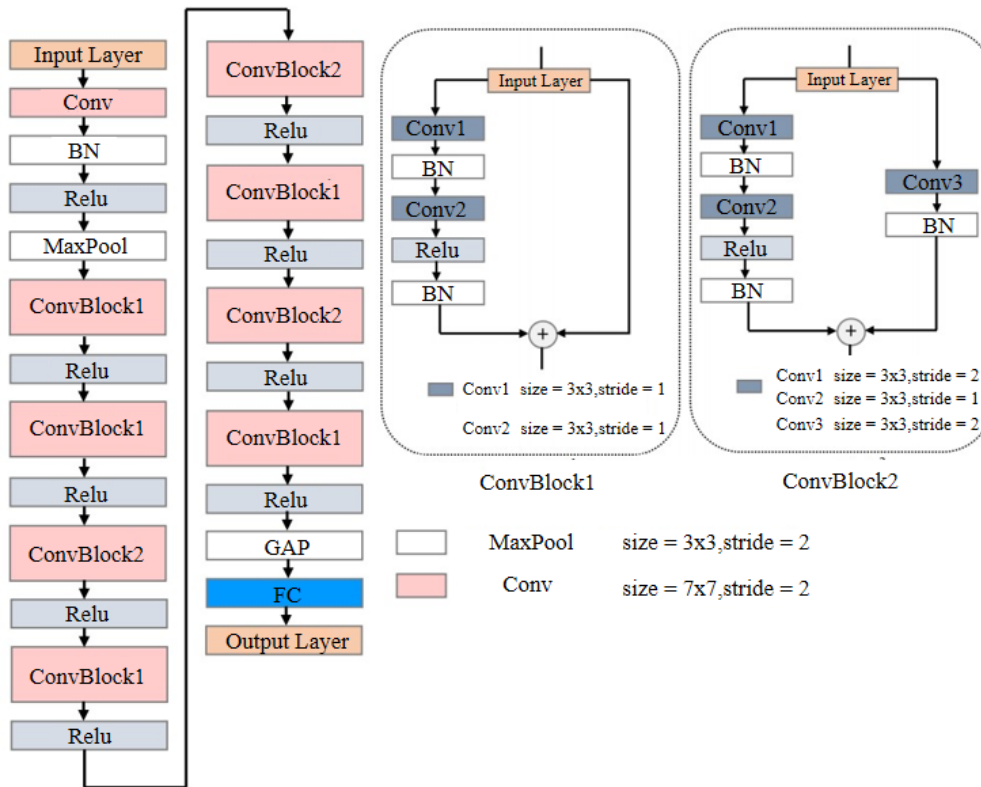 Input Layer
Conv
BN
Relu
MaxPool
ConvBlock1
Relu
ConvBlock1
Relu
ConvBlock2
Relu
ConvBlock1
Relu
ConvBlock2
Relu
ConvBlock1
Relu
ConvBlock2
Relu
ConvBlock1
Relu
GAP
FC
Output Layer
Input Layer
Conv1
BN
Conv2
Relu
BN
+
Conv1 size = 3x3,stride = 1
Conv2 size = 3x3,stride = 1
ConvBlock1
Input Layer
Conv1
BN
Conv2
Relu
BN
Conv3
BN
+
Conv1 size = 3x3,stride = 2
Conv2 size = 3x3,stride = 1
Conv3 size = 3x3,stride = 2
ConvBlock2
MaxPool size = 3x3,stride = 2
Conv size = 7x7,stride = 2